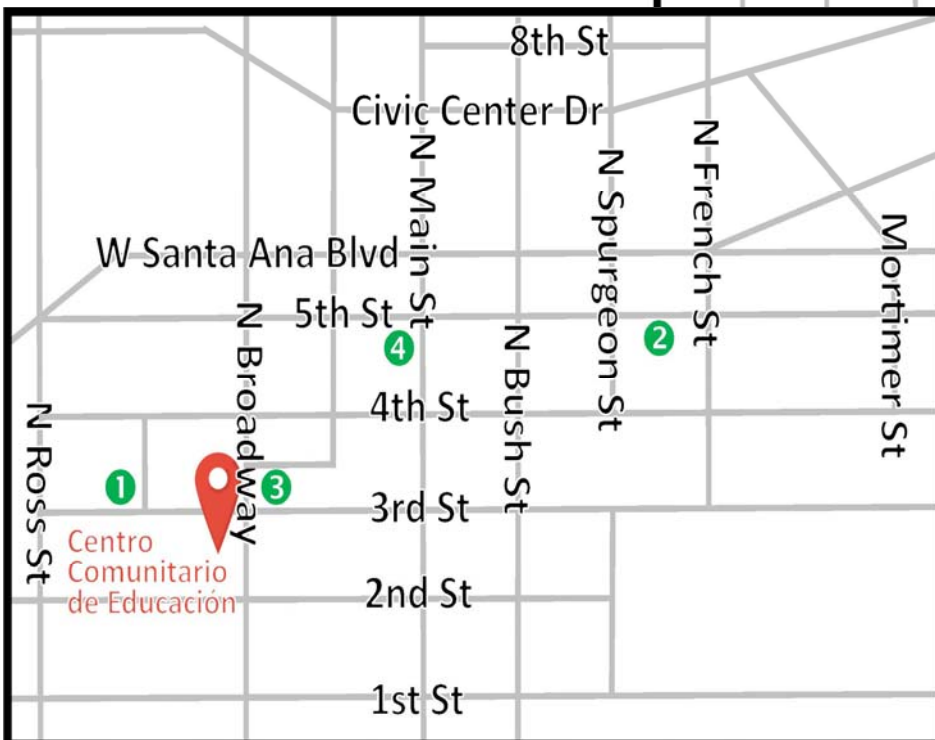 8th St
Civic Center Dr
N Main St
N Spurgeon St
N French St
Mortimer St
W Santa Ana Blvd
N Broadway
5th St
N Bush St
2
4
4th St
N Ross St
1
3
3rd St
Centro
Comunitario
de Educación
2nd St
1st St